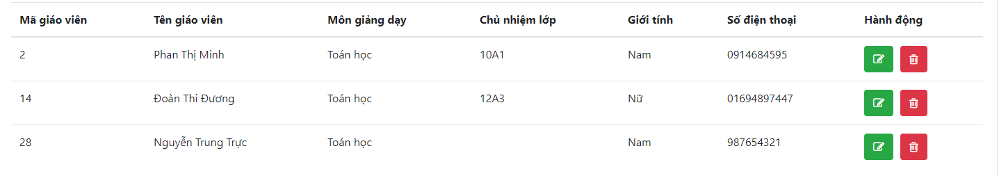 Mã giáo viên Tên giáo viên Môn giảng dạy Chủ nhiệm lớp Giới tính Số điện thoại Hành động
2 Phan Thị Minh Toán học 10A1 Nam 0914684595
14 Đoàn Thi Đương Toán học 12A3 Nữ 01694897447
28 Nguyễn Trung Trực Toán học Nam 987654321